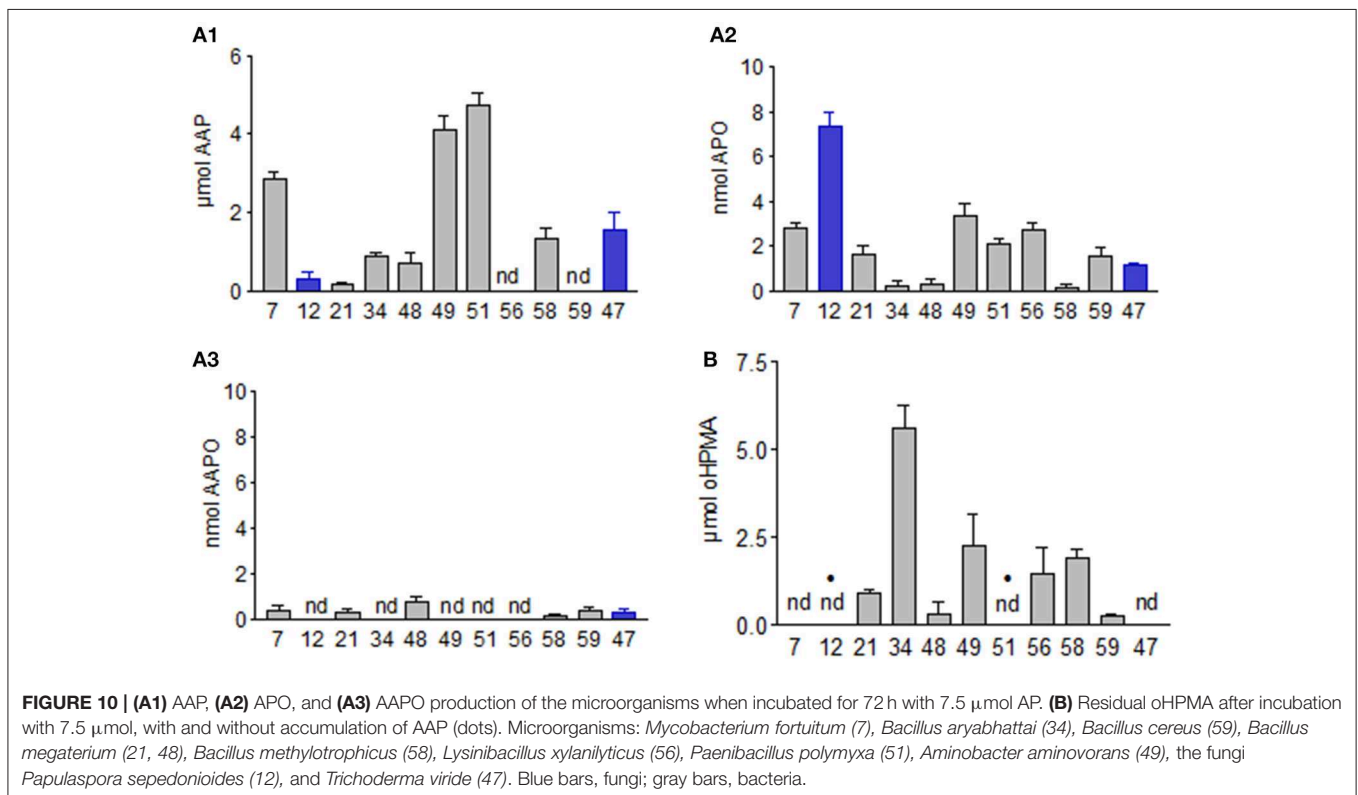 A1
6
4
2
0
µmol AAP
nd
nd
7 12 21 34 48 49 51 56 58 59 47
A2
10
8
6
4
2
0
nmol APO
7 12 21 34 48 49 51 56 58 59 47
A3
10
8
6
4
2
0
nmol AAPO
nd nd nd nd nd
7 12 21 34 48 49 51 56 58 59 47
B
7.5
5.0
2.5
0.0
µmol oHPMA
• •
nd nd nd nd
7 12 21 34 48 49 51 56 58 59 47
FIGURE 10 | (A1) AAP, (A2) APO, and (A3) AAPO production of the microorganisms when incubated for 72 h with 7.5 µmol AP. (B) Residual oHPMA after incubation
with 7.5 µmol, with and without accumulation of AAP (dots). Microorganisms: Mycobacterium fortuitum (7), Bacillus aryabhattai (34), Bacillus cereus (59), Bacillus
megaterium (21, 48), Bacillus methylotrophicus (58), Lysinibacillus xylanilyticus (56), Paenibacillus polymyxa (51), Aminobacter aminovorans (49), the fungi
Papulaspora sepedonioides (12), and Trichoderma viride (47). Blue bars, fungi; gray bars, bacteria.